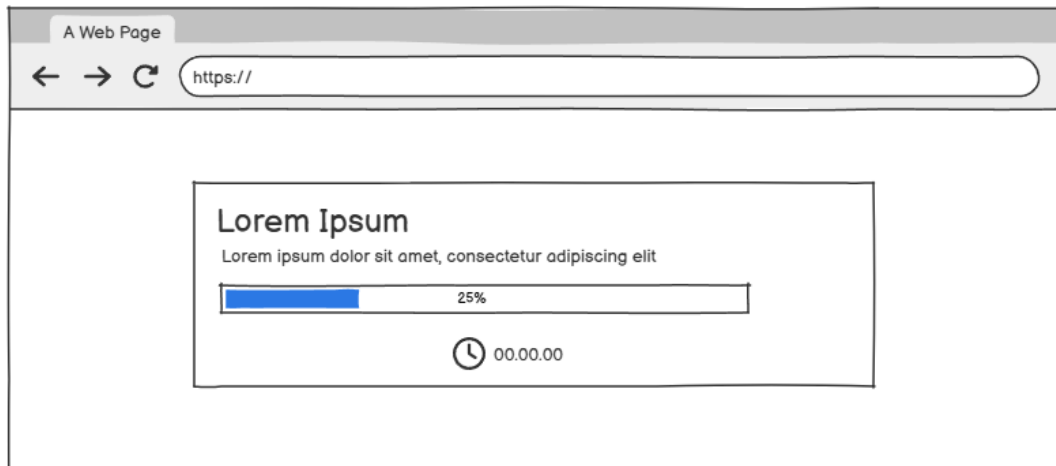 A Web Page
https://
Lorem Ipsum
Lorem ipsum dolor sit amet, consectetur adipiscing elit
25%
00.00.00